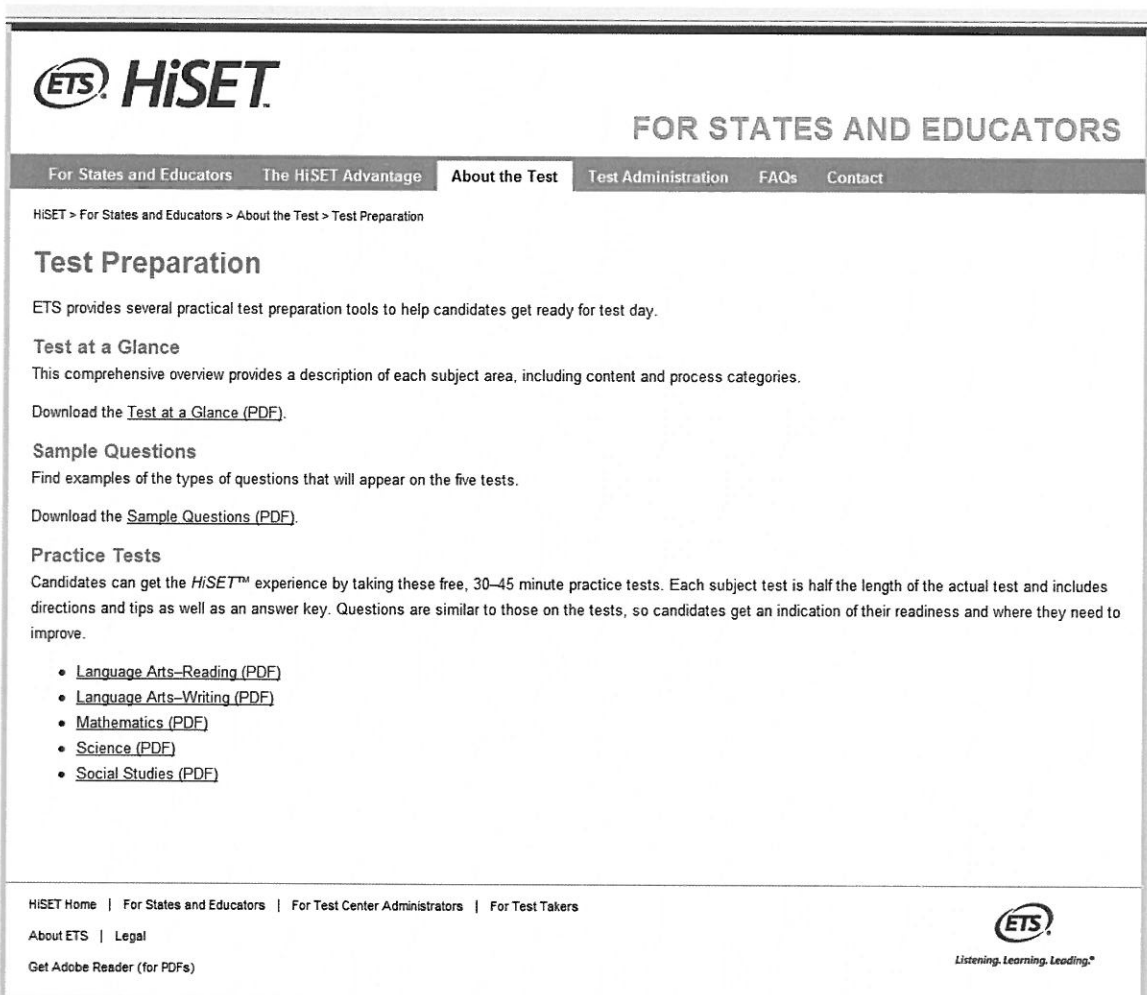 ETS. HiSET™
FOR STATES AND EDUCATORS
For States and Educators The HiSET Advantage About the Test Test Administration FAQs Contact
HiSET > For States and Educators > About the Test > Test Preparation
Test Preparation
ETS provides several practical test preparation tools to help candidates get ready for test day.
Test at a Glance
This comprehensive overview provides a description of each subject area, including content and process categories.
Download the Test at a Glance (PDF).
Sample Questions
Find examples of the types of questions that will appear on the five tests.
Download the Sample Questions (PDF).
Practice Tests
Candidates can get the HiSET™ experience by taking these free, 30–45 minute practice tests. Each subject test is half the length of the actual test and includes
directions and tips as well as an answer key. Questions are similar to those on the tests, so candidates get an indication of their readiness and where they need to
improve.
• Language Arts–Reading (PDF)
• Language Arts–Writing (PDF)
• Mathematics (PDF)
• Science (PDF)
• Social Studies (PDF)
HiSET Home | For States and Educators | For Test Center Administrators | For Test Takers
About ETS | Legal
Get Adobe Reader (for PDFs)
ETS.
Listening. Learning. Leading.®